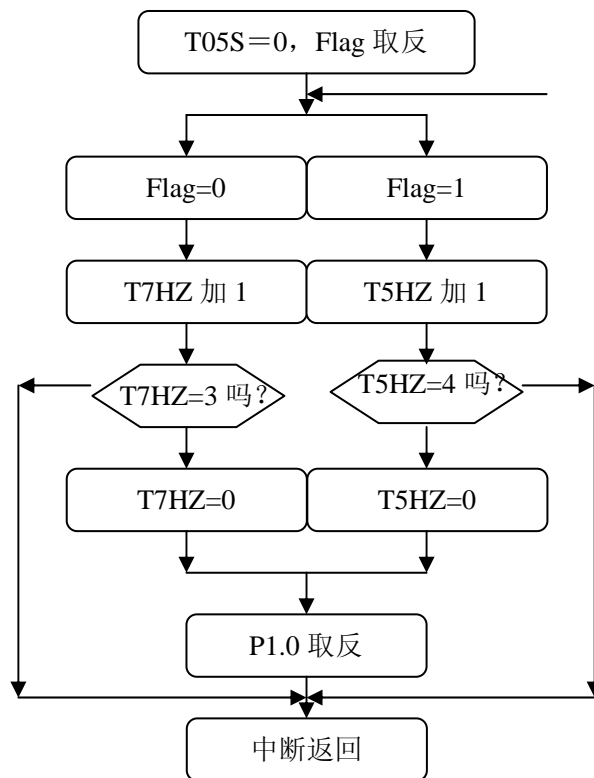 T05S＝0，Flag 取反
Flag=0
Flag=1
T7HZ 加 1
T5HZ 加 1
T7HZ=3 吗？
T5HZ=4 吗？
T7HZ=0
T5HZ=0
P1.0 取反
中断返回